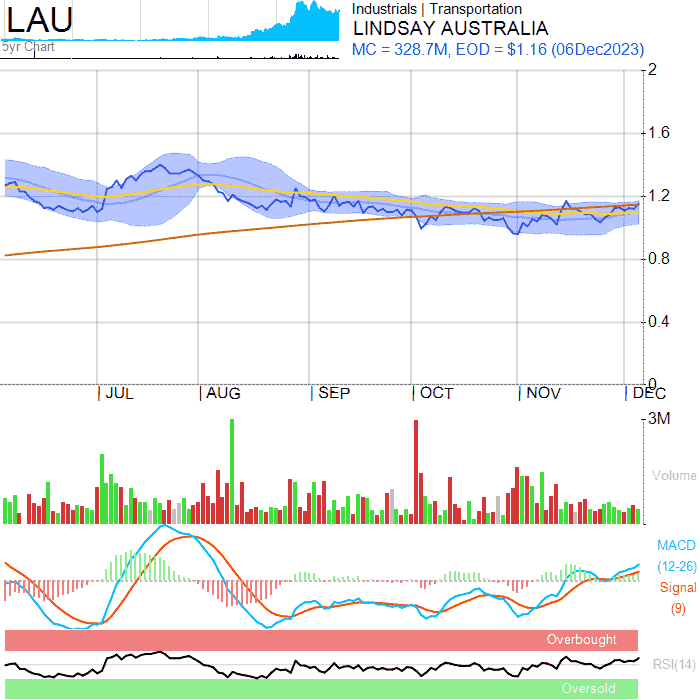 LAU
5yr Chart
Industrials | Transportation
LINDSAY AUSTRALIA
MC = 328.7M, EOD = $1.16 (06Dec2023)
2
1.6
1.2
0.8
0.4
0
JUL
AUG
SEP
OCT
NOV
DEC
3M
Volume
MACD
(12-26)
Signal
(9)
Overbought
RSI(14)
Oversold